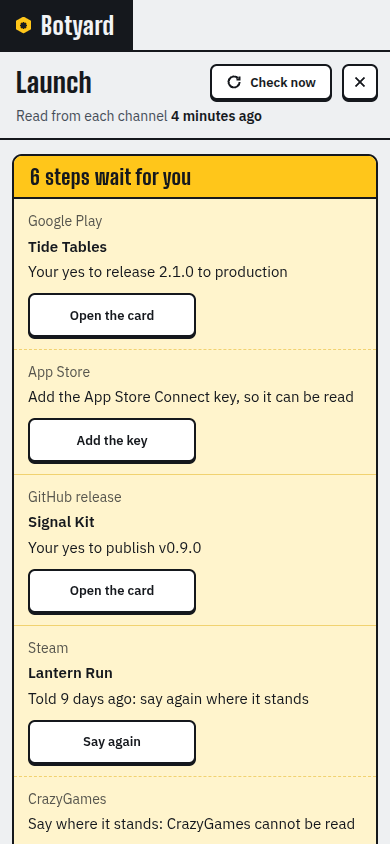 Botyard
Launch
Check now
Read from each channel 4 minutes ago
6 steps wait for you
Google Play
Tide Tables
Your yes to release 2.1.0 to production
Open the card
App Store
Add the App Store Connect key, so it can be read
Add the key
GitHub release
Signal Kit
Your yes to publish v0.9.0
Open the card
Steam
Lantern Run
Told 9 days ago: say again where it stands
Say again
CrazyGames
Say where it stands: CrazyGames cannot be read